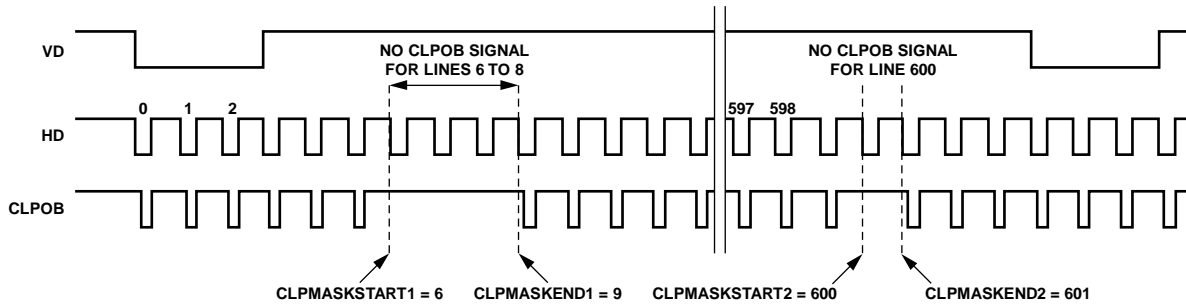 VD
NO CLPOB SIGNAL
FOR LINES 6 TO 8
NO CLPOB SIGNAL
FOR LINE 600
HD
0 1 2 597 598
CLPOB
CLPMASKSTART1 = 6 CLPMASKEND1 = 9 CLPMASKSTART2 = 600 CLPMASKEND2 = 601